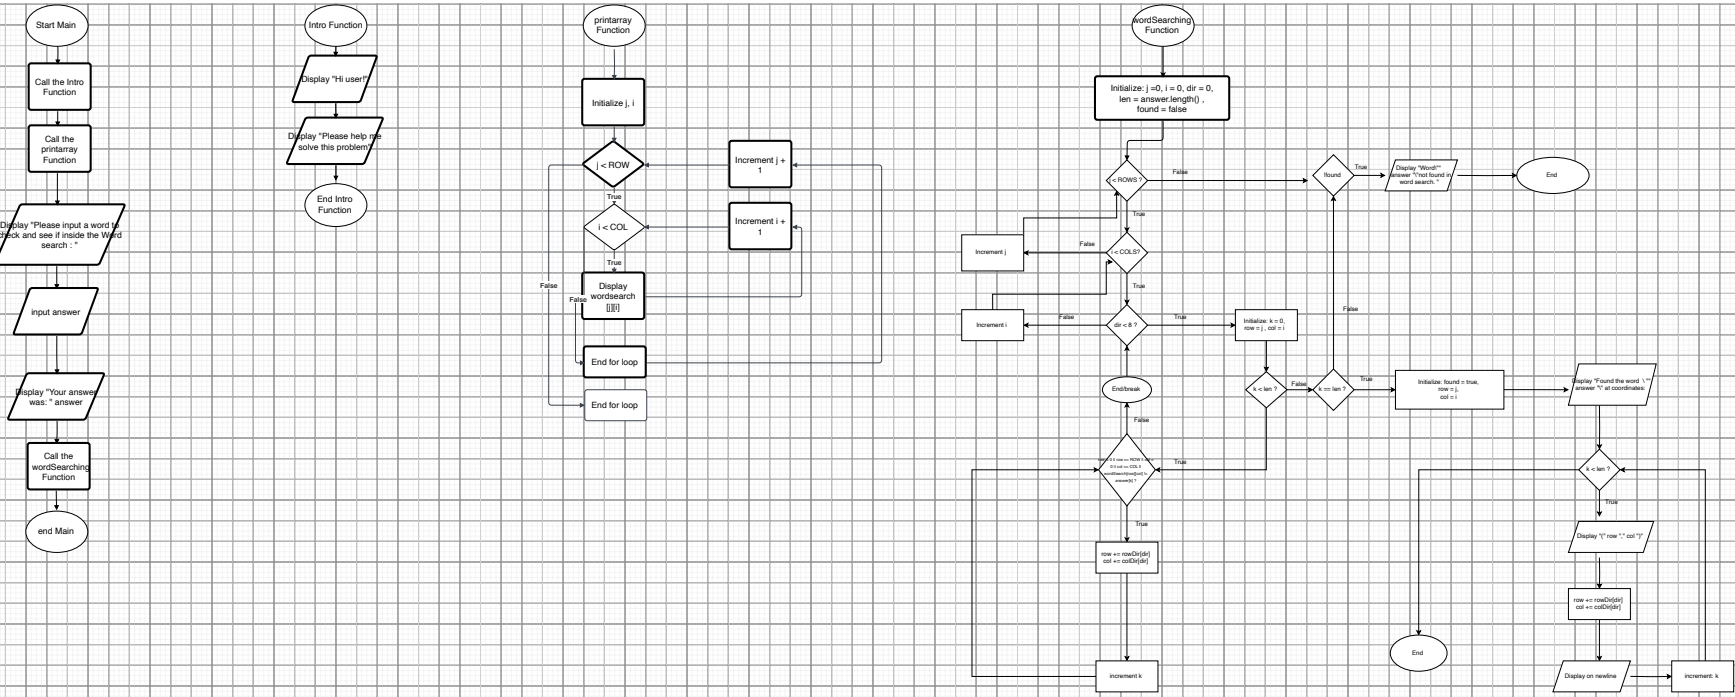 Start Main
Call the Intro
Function
Call the
printarray
Function
Display "Please input a word to
check and see if inside the Word
search : "
input answer
Display "Your answer
was: " answer
Call the
wordSearching
Function
end Main
Intro Function
Display "Hi user!"
Display "Please help me
solve this problem"
End Intro
Function
printarray
Function
Initialize j, i
j < ROW
Increment j +
1
True
i < COL
Increment i +
1
True
Display
wordsearch
[j][i]
False
False
End for loop
End for loop
wordSearching
Function
Initialize: j =0, i = 0, dir = 0,
len = answer.length() ,
found = false
< ROWS ?
False
True
Increment j
False
i < COLS?
True
Increment i
False
dir < 8 ?
True
Initialize: k = 0,
row = j , col = i
!found
True
Display "Word\""
answer "\"not found in
word search. "
End
False
End/break
k < len ?
False
k == len ?
True
Initialize: found = true,
row = j,
col = i
Display "Found the word \""
answer "\" at coordinates:
False
True
answer[k] ?
True
row += rowDir[dir]
col += colDir[dir]
increment k
k < len ?
True
Display "(" row "," col ")"
row += rowDir[dir]
col += colDir[dir]
End
Display on newline
increment: k